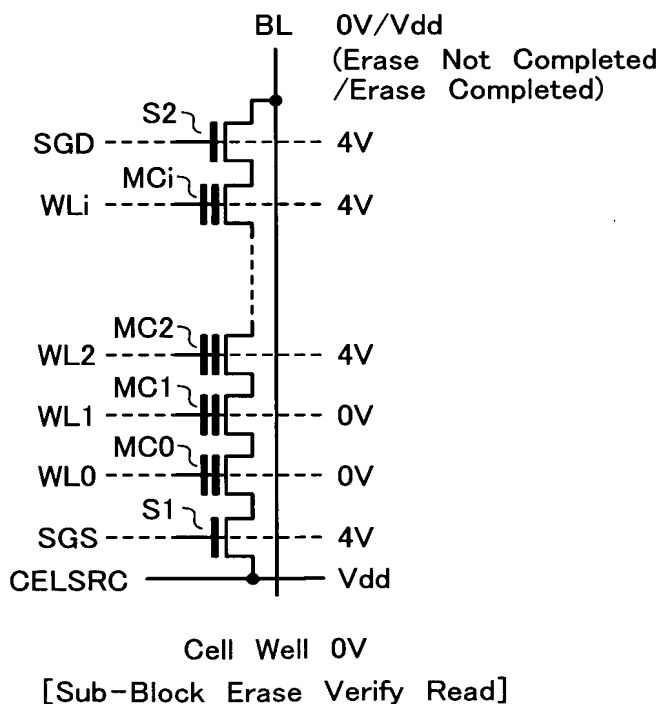 BL 0V/Vdd
(Erase Not Completed
/Erase Completed)
S2
SGD 4V
MCi
WLi 4V
MC2
WL2 4V
MC1
WL1 0V
MC0
WL0 0V
S1
SGS 4V
CELSRC Vdd
Cell Well 0V
[Sub-Block Erase Verify Read]